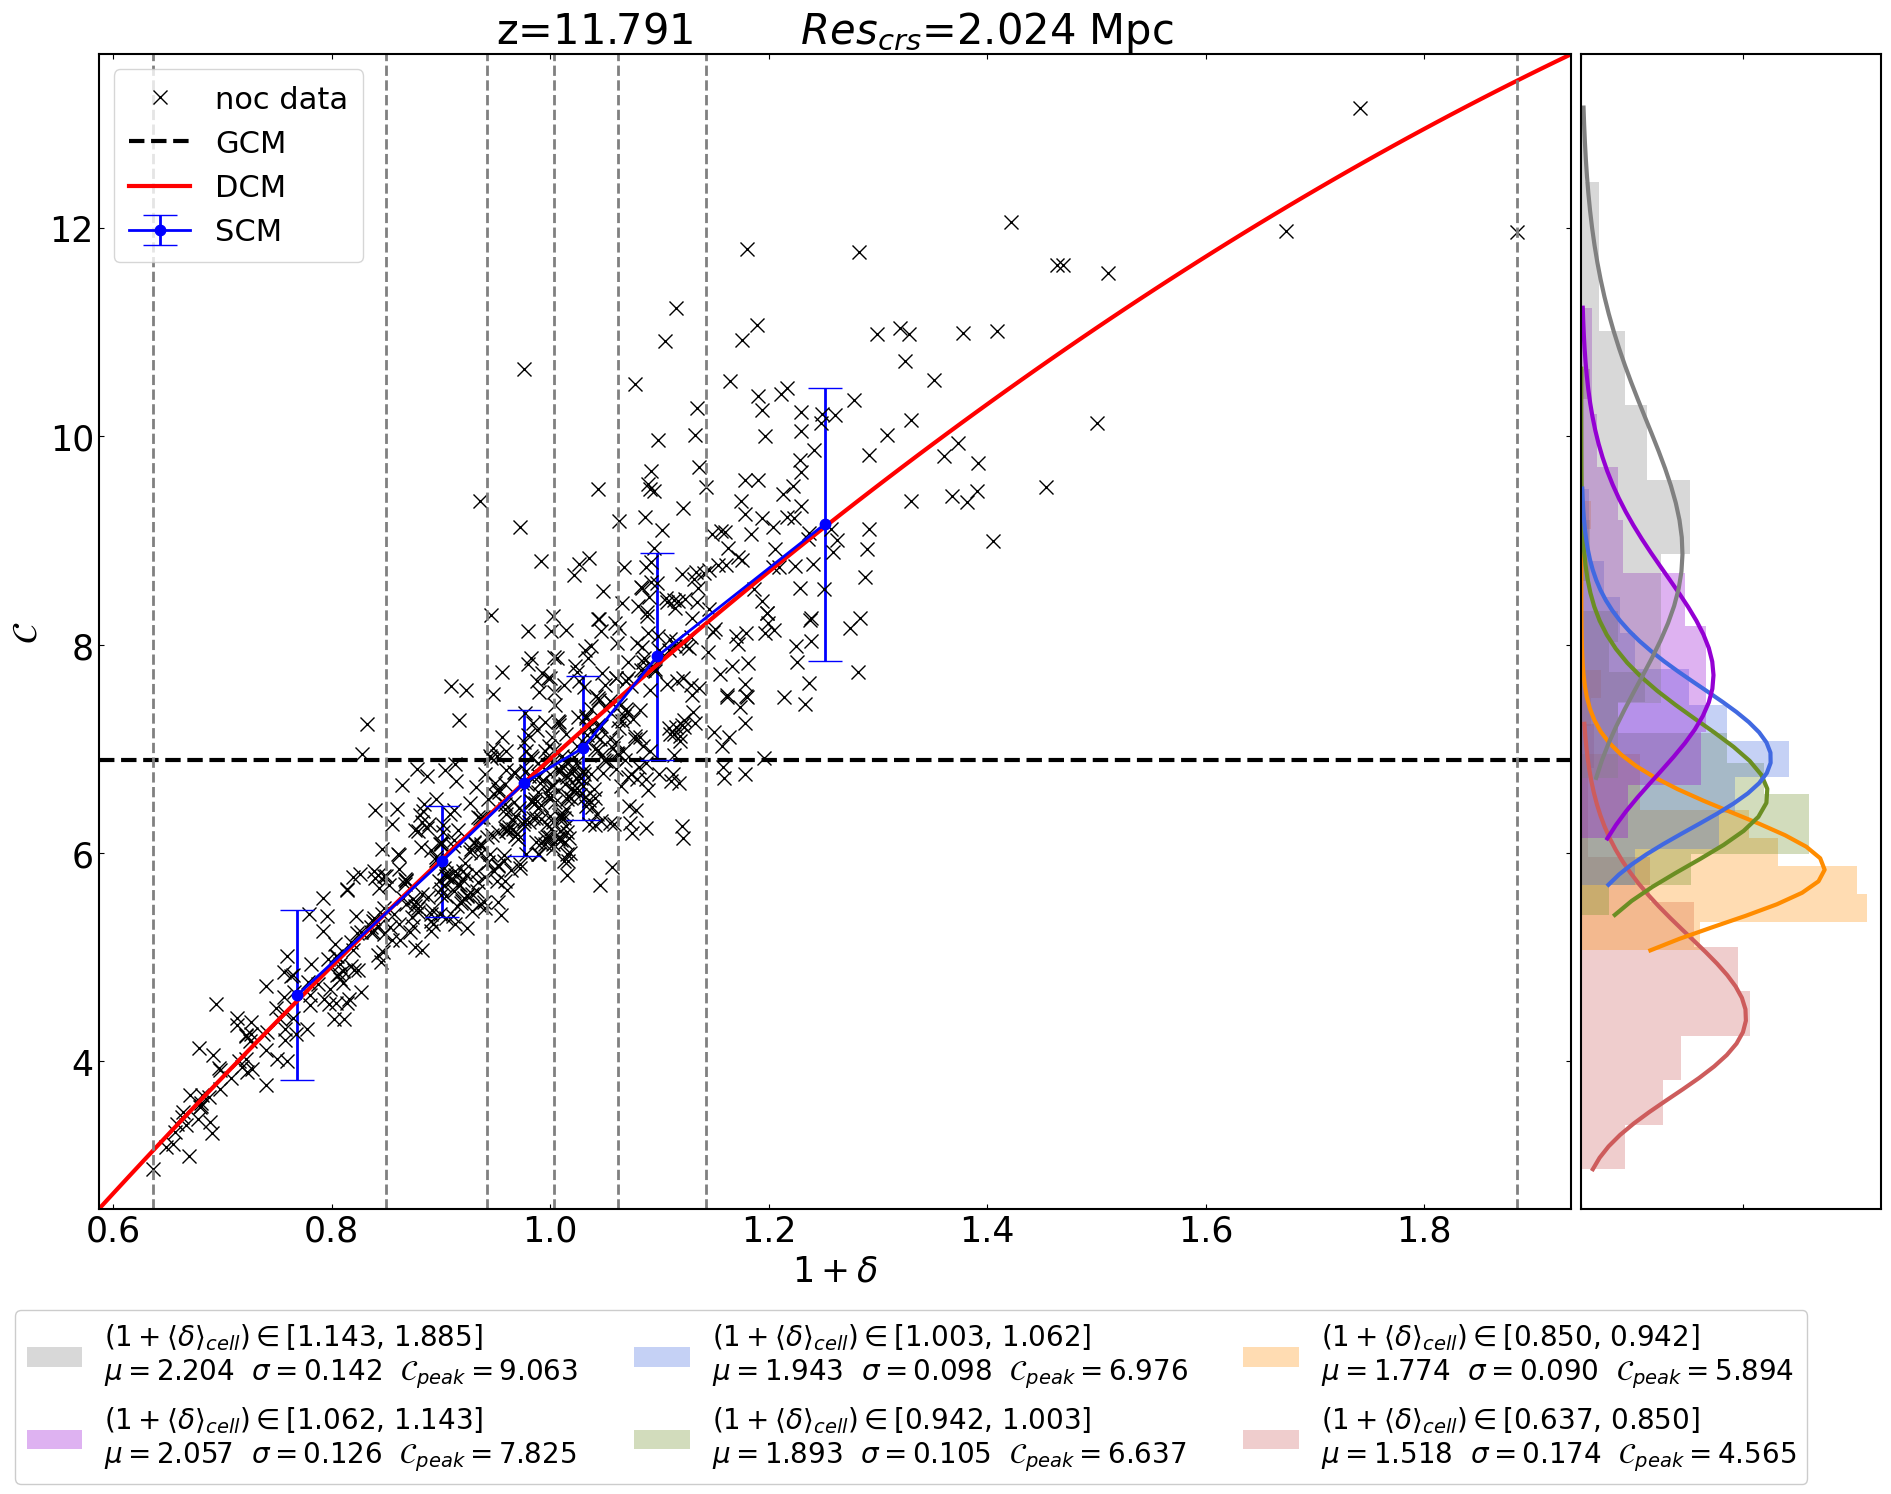 z=11.791 Res_crs=2.024 Mpc
noc data
GCM
DCM
SCM
𝒞
12
10
8
6
4
0.6 0.8 1.0 1.2 1.4 1.6 1.8
1 + δ
(1 + ⟨δ⟩_cell) ∈ [1.143, 1.885]
μ = 2.204 σ = 0.142 𝒞_peak = 9.063
(1 + ⟨δ⟩_cell) ∈ [1.062, 1.143]
μ = 2.057 σ = 0.126 𝒞_peak = 7.825
(1 + ⟨δ⟩_cell) ∈ [1.003, 1.062]
μ = 1.943 σ = 0.098 𝒞_peak = 6.976
(1 + ⟨δ⟩_cell) ∈ [0.942, 1.003]
μ = 1.893 σ = 0.105 𝒞_peak = 6.637
(1 + ⟨δ⟩_cell) ∈ [0.850, 0.942]
μ = 1.774 σ = 0.090 𝒞_peak = 5.894
(1 + ⟨δ⟩_cell) ∈ [0.637, 0.850]
μ = 1.518 σ = 0.174 𝒞_peak = 4.565